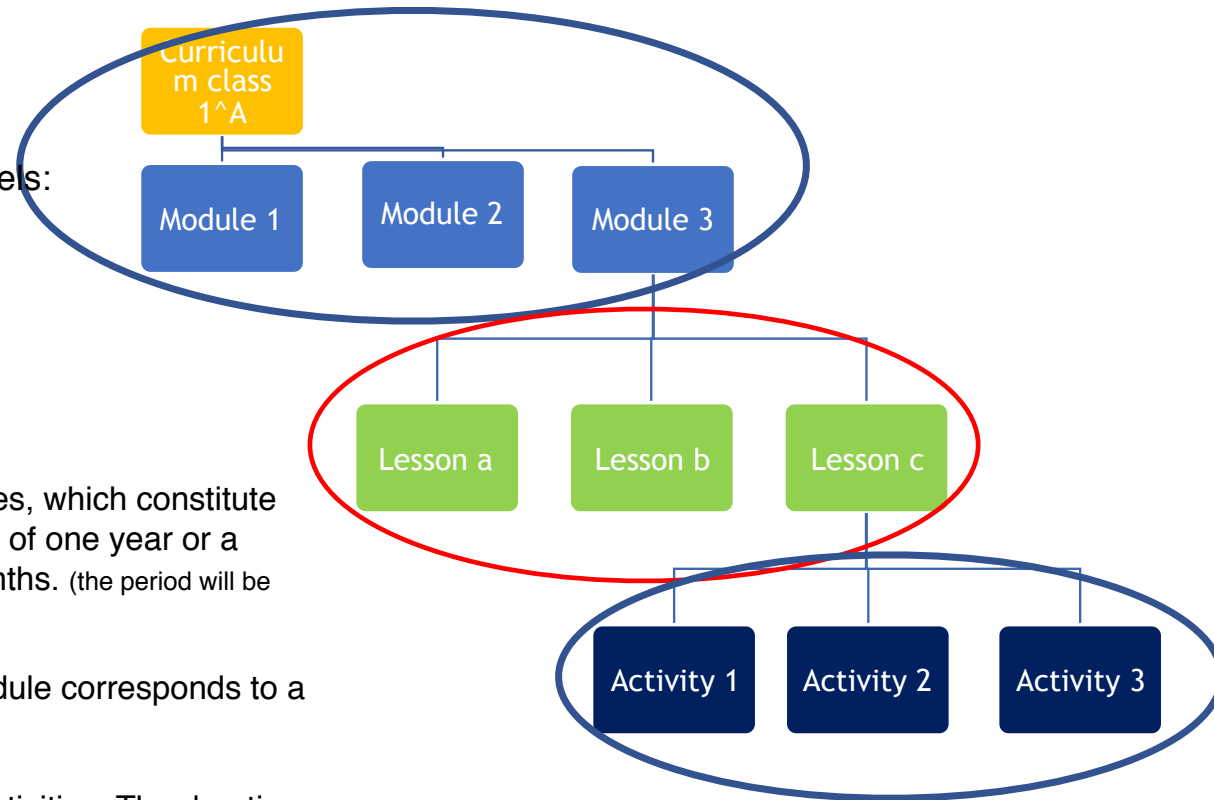 Curriculu
m class
1^A
els:
Module 1
Module 2
Module 3
Lesson a
Lesson b
Lesson c
es, which constitute
of one year or a
nths. (the period will be
Activity 1
Activity 2
Activity 3
dule corresponds to a